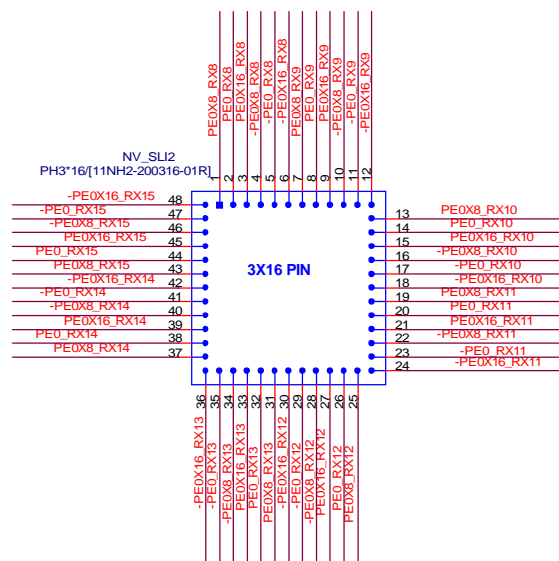 PE0X8_RX8
PE0_RX8
PE0X16_RX8
-PE0X8_RX8
-PE0_RX8
-PE0X16_RX8
PE0X8_RX9
PE0_RX9
PE0X16_RX9
-PE0X8_RX9
-PE0_RX9
-PE0X16_RX9
NV_SLI2
PH3*16/[11NH2-200316-01R]
1
2
3
4
5
6
7
8
9
10
11
12
-PE0X16_RX15 48
-PE0_RX15 47
-PE0X8_RX15 46
PE0X16_RX15 45
PE0_RX15 44
PE0X8_RX15 43
-PE0X16_RX14 42
-PE0_RX14 41
-PE0X8_RX14 40
PE0X16_RX14 39
PE0_RX14 38
PE0X8_RX14 37
3X16 PIN
13 PE0X8_RX10
14 PE0_RX10
15 PE0X16_RX10
16 -PE0X8_RX10
17 -PE0_RX10
18 -PE0X16_RX10
19 PE0X8_RX11
20 PE0_RX11
21 PE0X16_RX11
22 -PE0X8_RX11
23 -PE0_RX11
24 -PE0X16_RX11
36
35
34
33
32
31
30
29
28
27
26
25
-PE0X16_RX13
-PE0_RX13
-PE0X8_RX13
PE0X16_RX13
PE0_RX13
PE0X8_RX13
-PE0X16_RX12
-PE0_RX12
-PE0X8_RX12
PE0X16_RX12
PE0_RX12
PE0X8_RX12